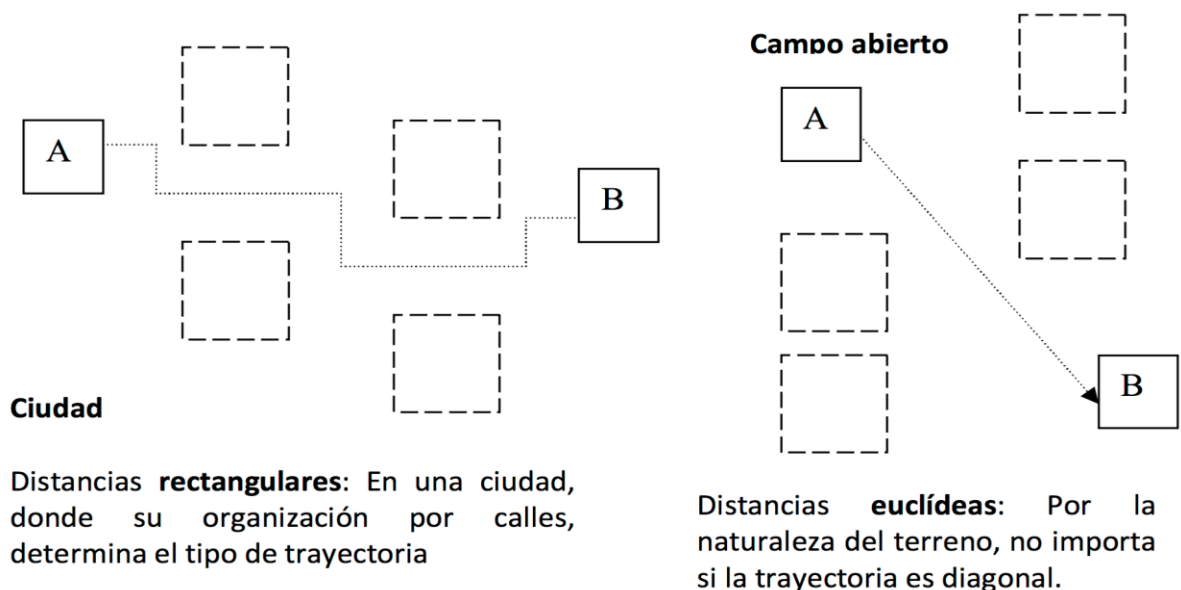 A
B
Ciudad
Distancias rectangulares: En una ciudad,
donde su organización por calles,
determina el tipo de trayectoria
Campo abierto
A
B
Distancias euclídeas: Por la
naturaleza del terreno, no importa
si la trayectoria es diagonal.